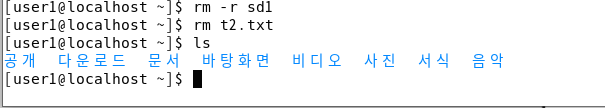 [user1@localhost ~]$ rm -r sd1
[user1@localhost ~]$ rm t2.txt
[user1@localhost ~]$ ls
공개  다운로드  문서  바탕화면  비디오  사진  서식  음악
[user1@localhost ~]$